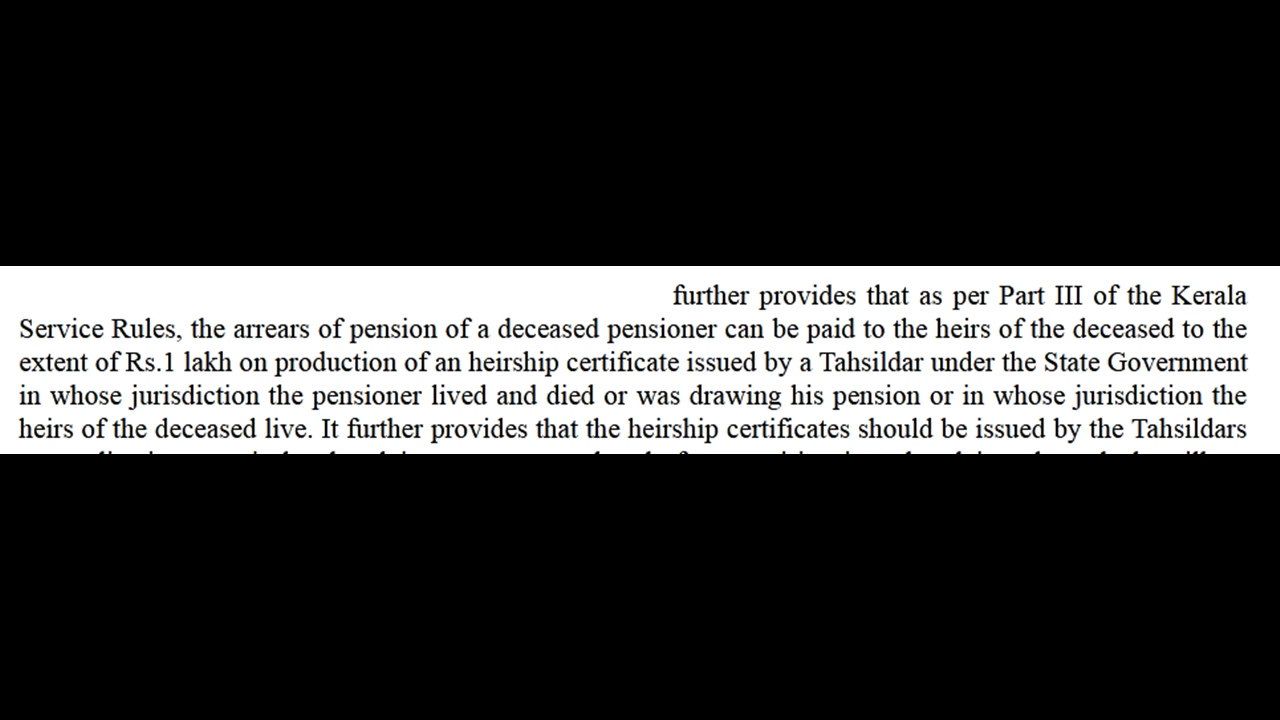 further provides that as per Part III of the Kerala
Service Rules, the arrears of pension of a deceased pensioner can be paid to the heirs of the deceased to the
extent of Rs.1 lakh on production of an heirship certificate issued by a Tahsildar under the State Government
in whose jurisdiction the pensioner lived and died or was drawing his pension or in whose jurisdiction the
heirs of the deceased live. It further provides that the heirship certificates should be issued by the Tahsildars